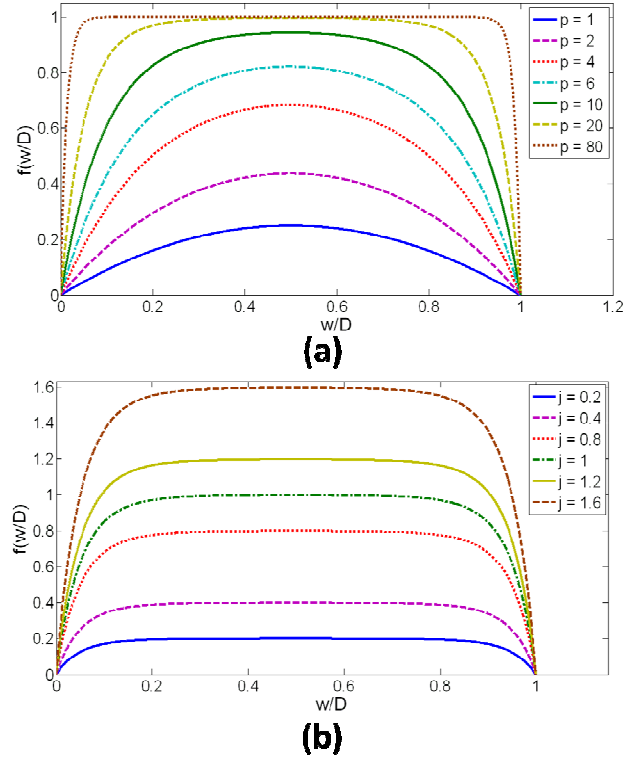 1
0.8
0.6
0.4
0.2
0
f(w/D)
0
0.2
0.4
0.6
0.8
1
1.2
w/D
p = 1
p = 2
p = 4
p = 6
p = 10
p = 20
p = 80
(a)
1.6
1.4
1.2
1
0.8
0.6
0.4
0.2
0
f(w/D)
0
0.2
0.4
0.6
0.8
1
w/D
j = 0.2
j = 0.4
j = 0.8
j = 1
j = 1.2
j = 1.6
(b)